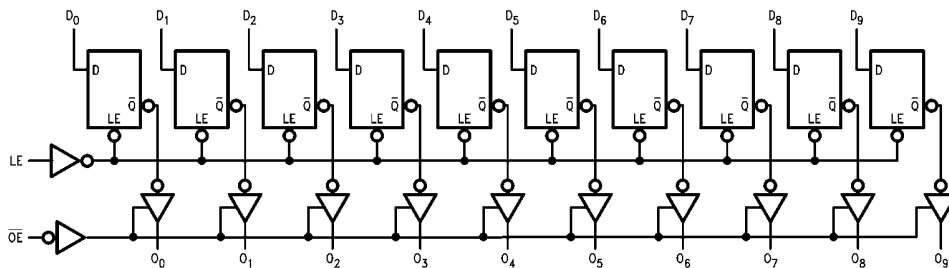 D₀ D₁ D₂ D₃ D₄ D₅ D₆ D₇ D₈ D₉
D D D D D D D D D D
Q̅ Q̅ Q̅ Q̅ Q̅ Q̅ Q̅ Q̅ Q̅ Q̅
LE LE LE LE LE LE LE LE LE LE
LE
O̅E̅
O₀ O₁ O₂ O₃ O₄ O₅ O₆ O₇ O₈ O₉